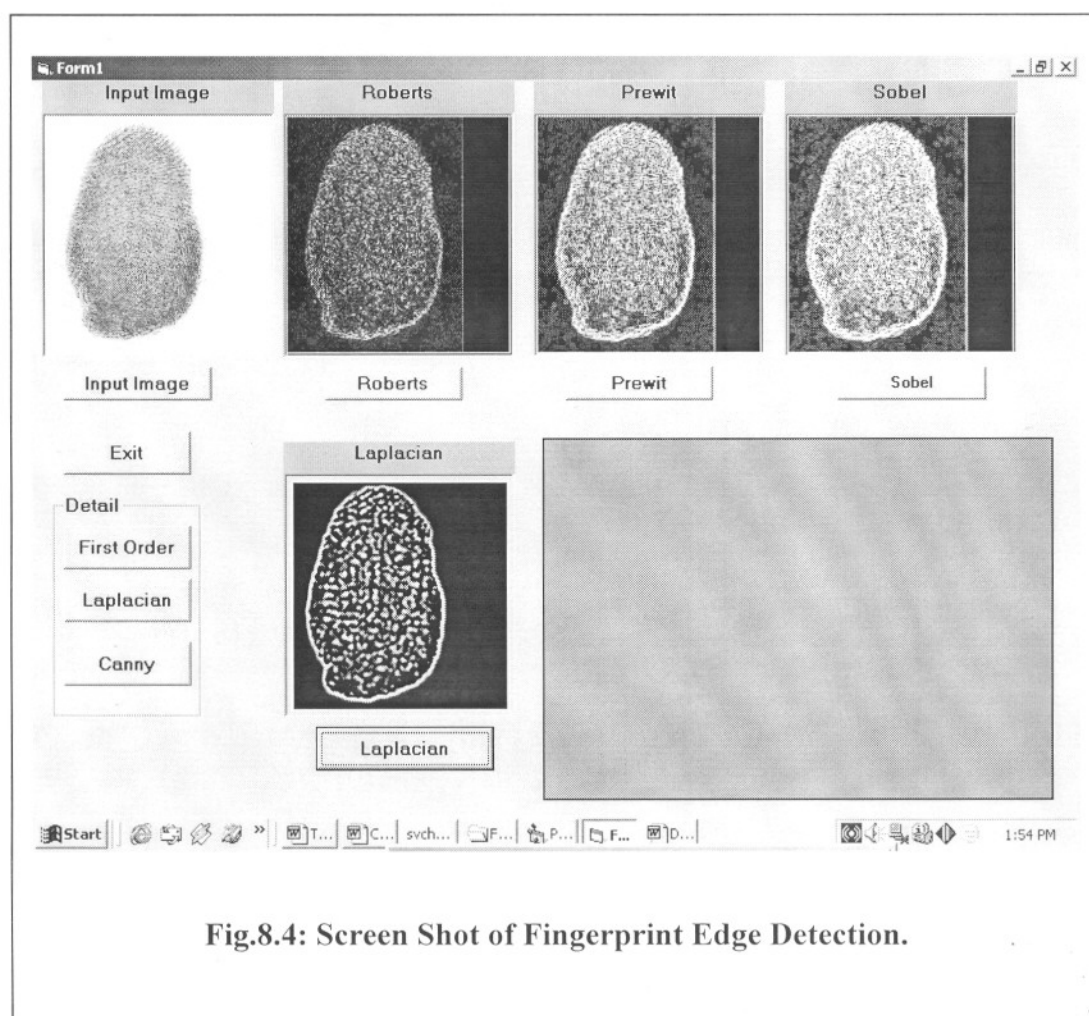 Form1
Input Image Roberts Prewit Sobel
Input Image Roberts Prewit Sobel
Exit Laplacian
Detail
First Order
Laplacian
Canny
Laplacian
Start » T... C... svch... F... P... F... D... 1:54 PM
Fig.8.4: Screen Shot of Fingerprint Edge Detection.